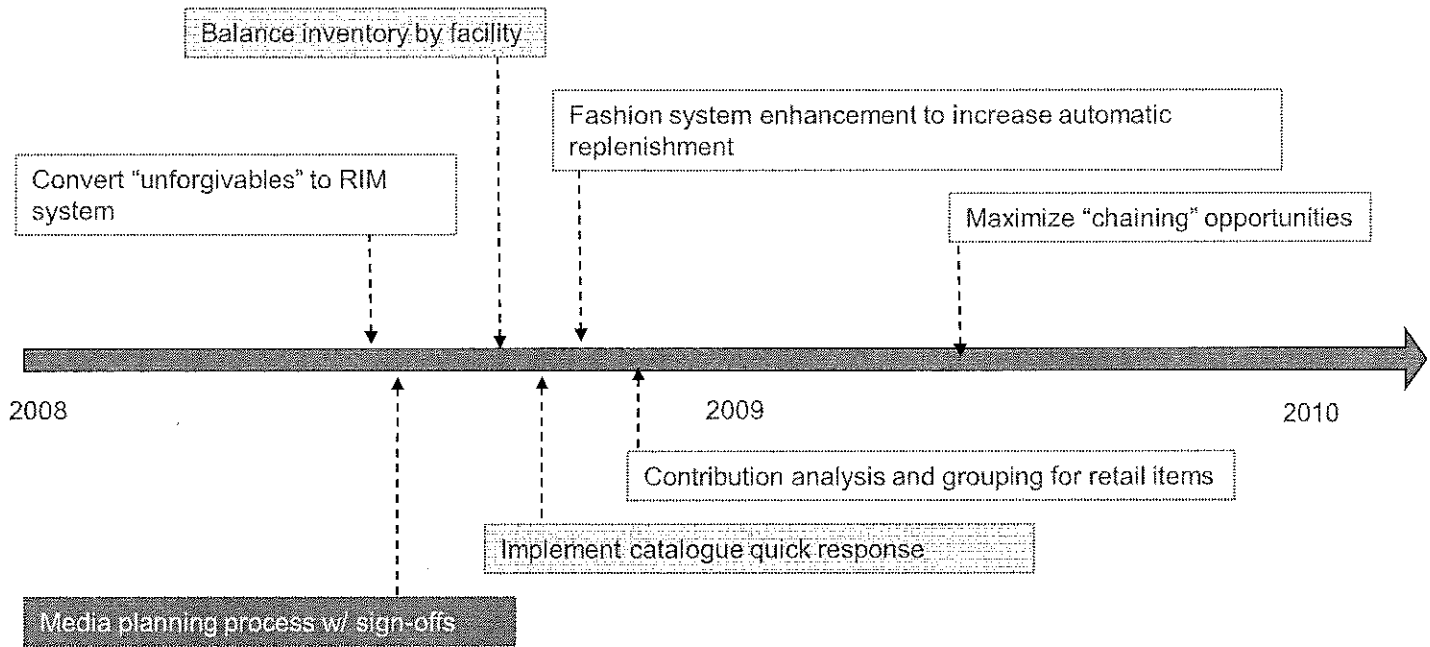 Balance inventory by facility
Fashion system enhancement to increase automatic
replenishment
Convert “unforgivables” to RIM
system
Maximize “chaining” opportunities
2008
2009
2010
Contribution analysis and grouping for retail items
Implement catalogue quick response
Media planning process w/ sign-offs